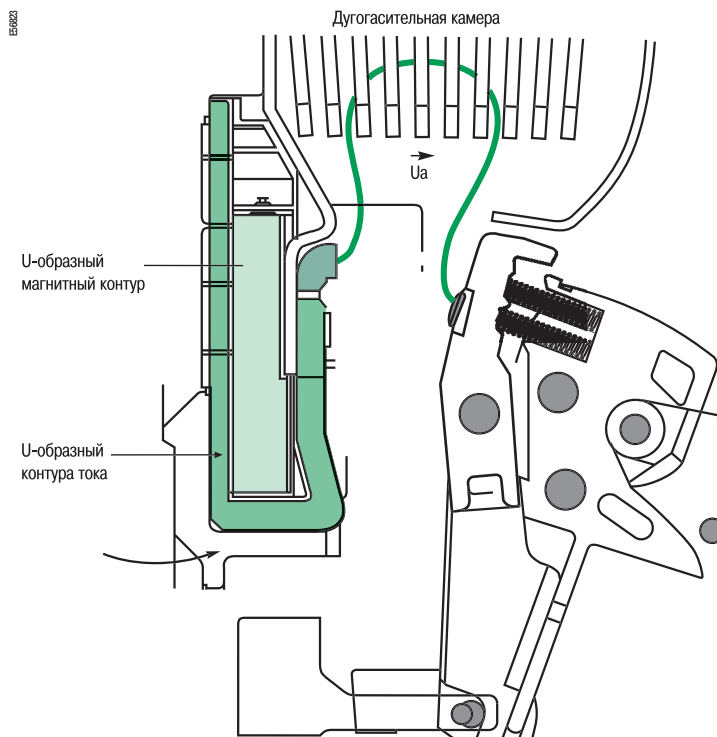 E56823
Дугогасительная камера
Ua
U-образный
магнитный контур
U-образный
контура тока